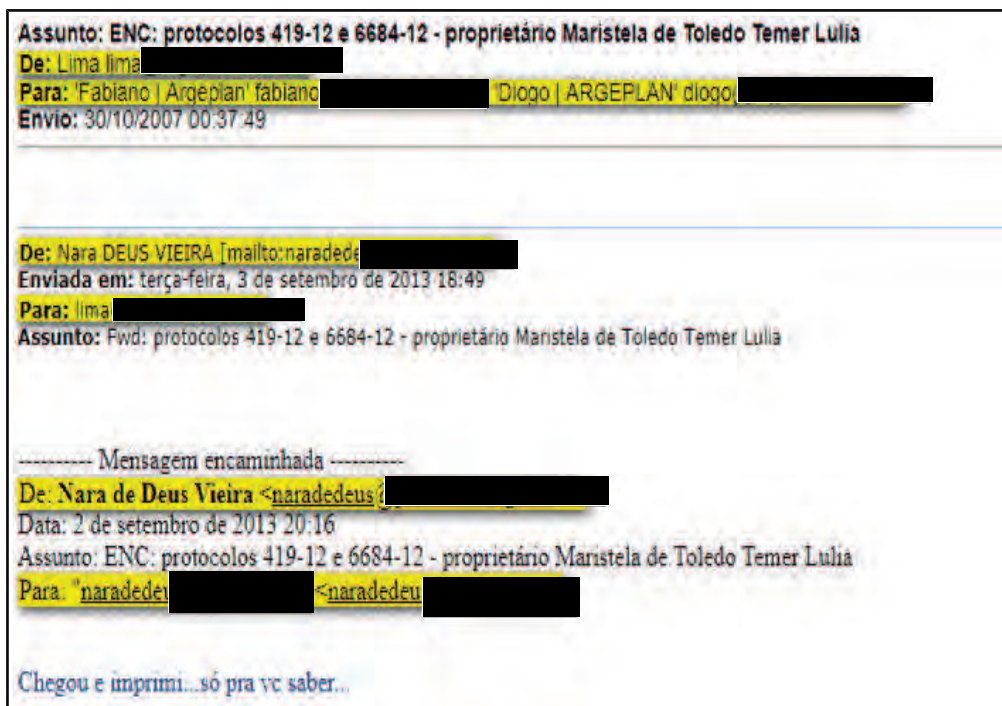 Assunto: ENC: protocolos 419-12 e 6684-12 - proprietário Maristela de Toledo Temer Lulia
De: Lima lima
Para: 'Fabiano | Argeplan' fabiano 'Diogo | ARGEPLAN' diogo
Envio: 30/10/2007 00:37:49
De: Nara DEUS VIEIRA [mailto:naradede
Enviada em: terça-feira, 3 de setembro de 2013 18:49
Para: lima
Assunto: Fwd: protocolos 419-12 e 6684-12 - proprietário Maristela de Toledo Temer Lulia
---------- Mensagem encaminhada ----------
De: Nara de Deus Vieira <naradedeus@
Data: 2 de setembro de 2013 20:16
Assunto: ENC: protocolos 419-12 e 6684-12 - proprietário Maristela de Toledo Temer Lulia
Para: "naradedeu <naradedeu
Chegou e imprimi...só pra vc saber...